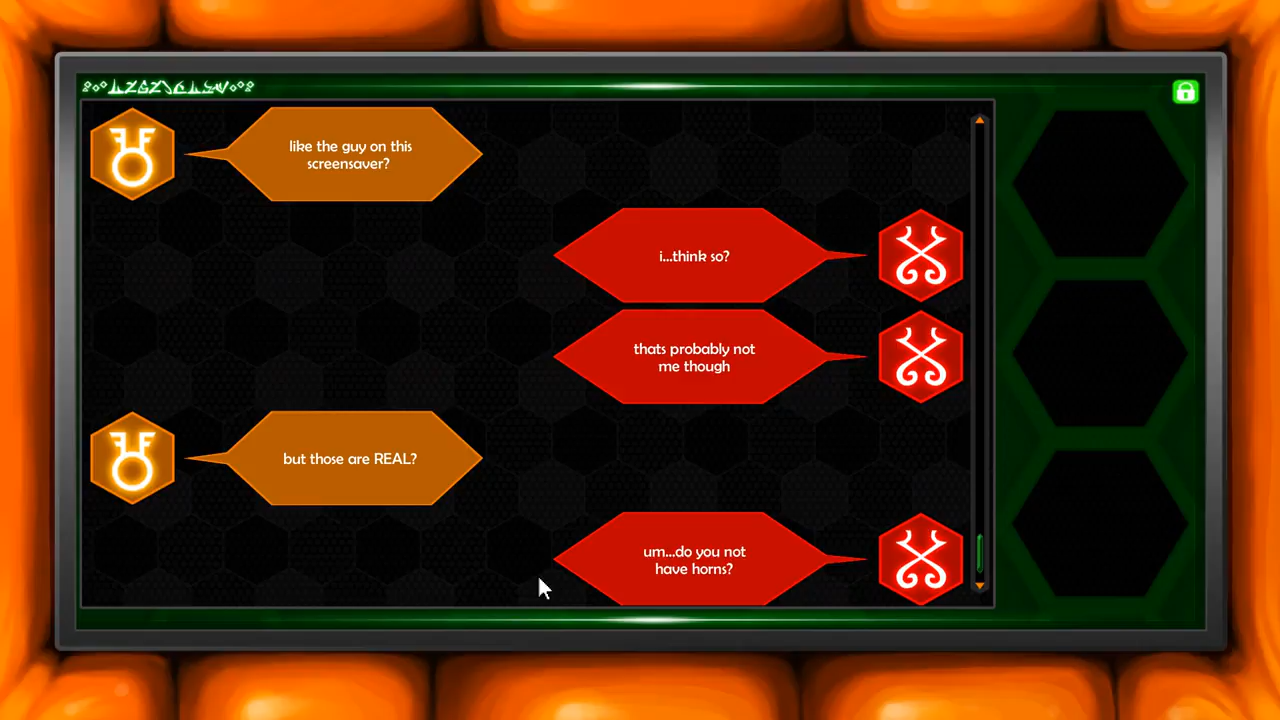 like the guy on this
screensaver?
i...think so?
thats probably not
me though
but those are REAL?
um...do you not
have horns?